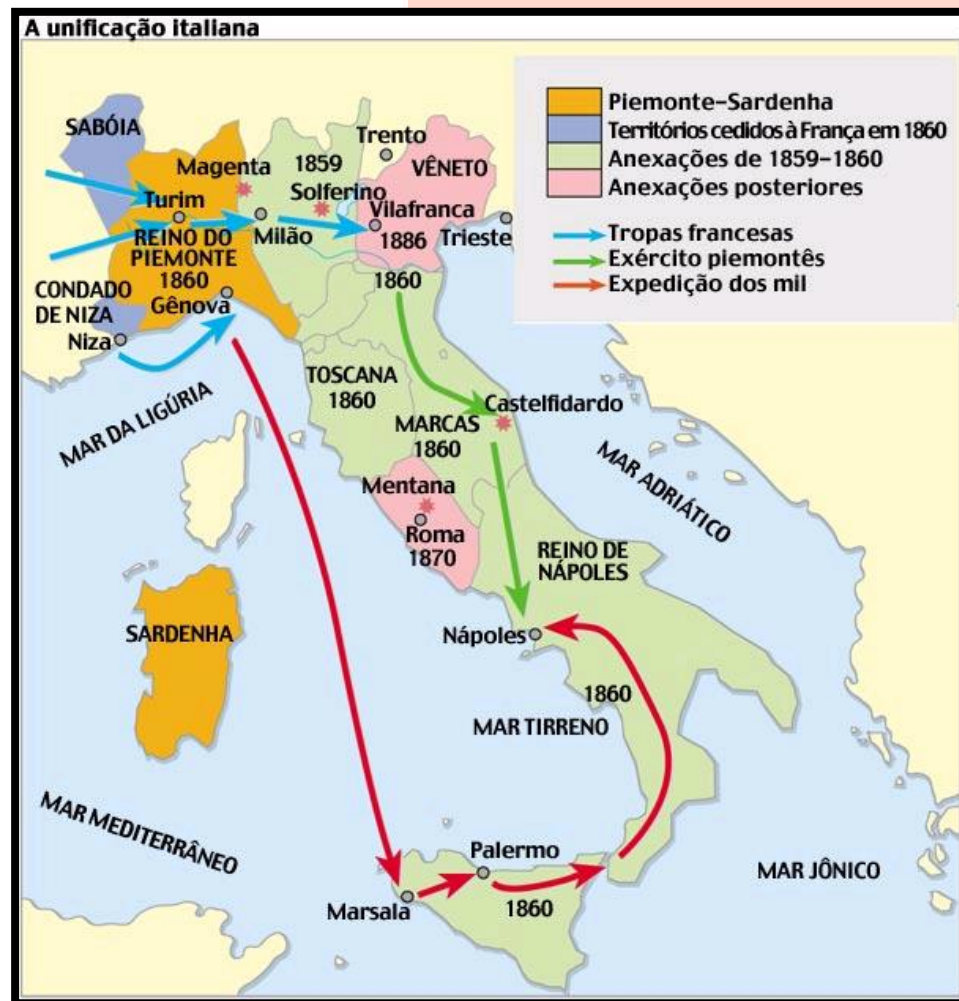 A unificação italiana
Piemonte-Sardenha
Territórios cedidos à França em 1860
Anexações de 1859-1860
Anexações posteriores
Tropas francesas
Exército piemontês
Expedição dos mil
SABÓIA
Magenta
Turim
REINO DO
PIEMONTE
1860
Gênova
CONDADO
DE NIZA
Niza
1859
Solferino
Milão
Trento
VÊNETO
Vilafranca
1886
Trieste
1860
TOSCANA
1860
MARCAS
1860
Castelfidardo
Mentana
Roma
1870
MAR DA LIGÚRIA
MAR ADRIÁTICO
REINO DE
NÁPOLES
Nápoles
1860
SARDENHA
MAR TIRRENO
MAR MEDITERRÂNEO
Palermo
Marsala
1860
MAR JÔNICO